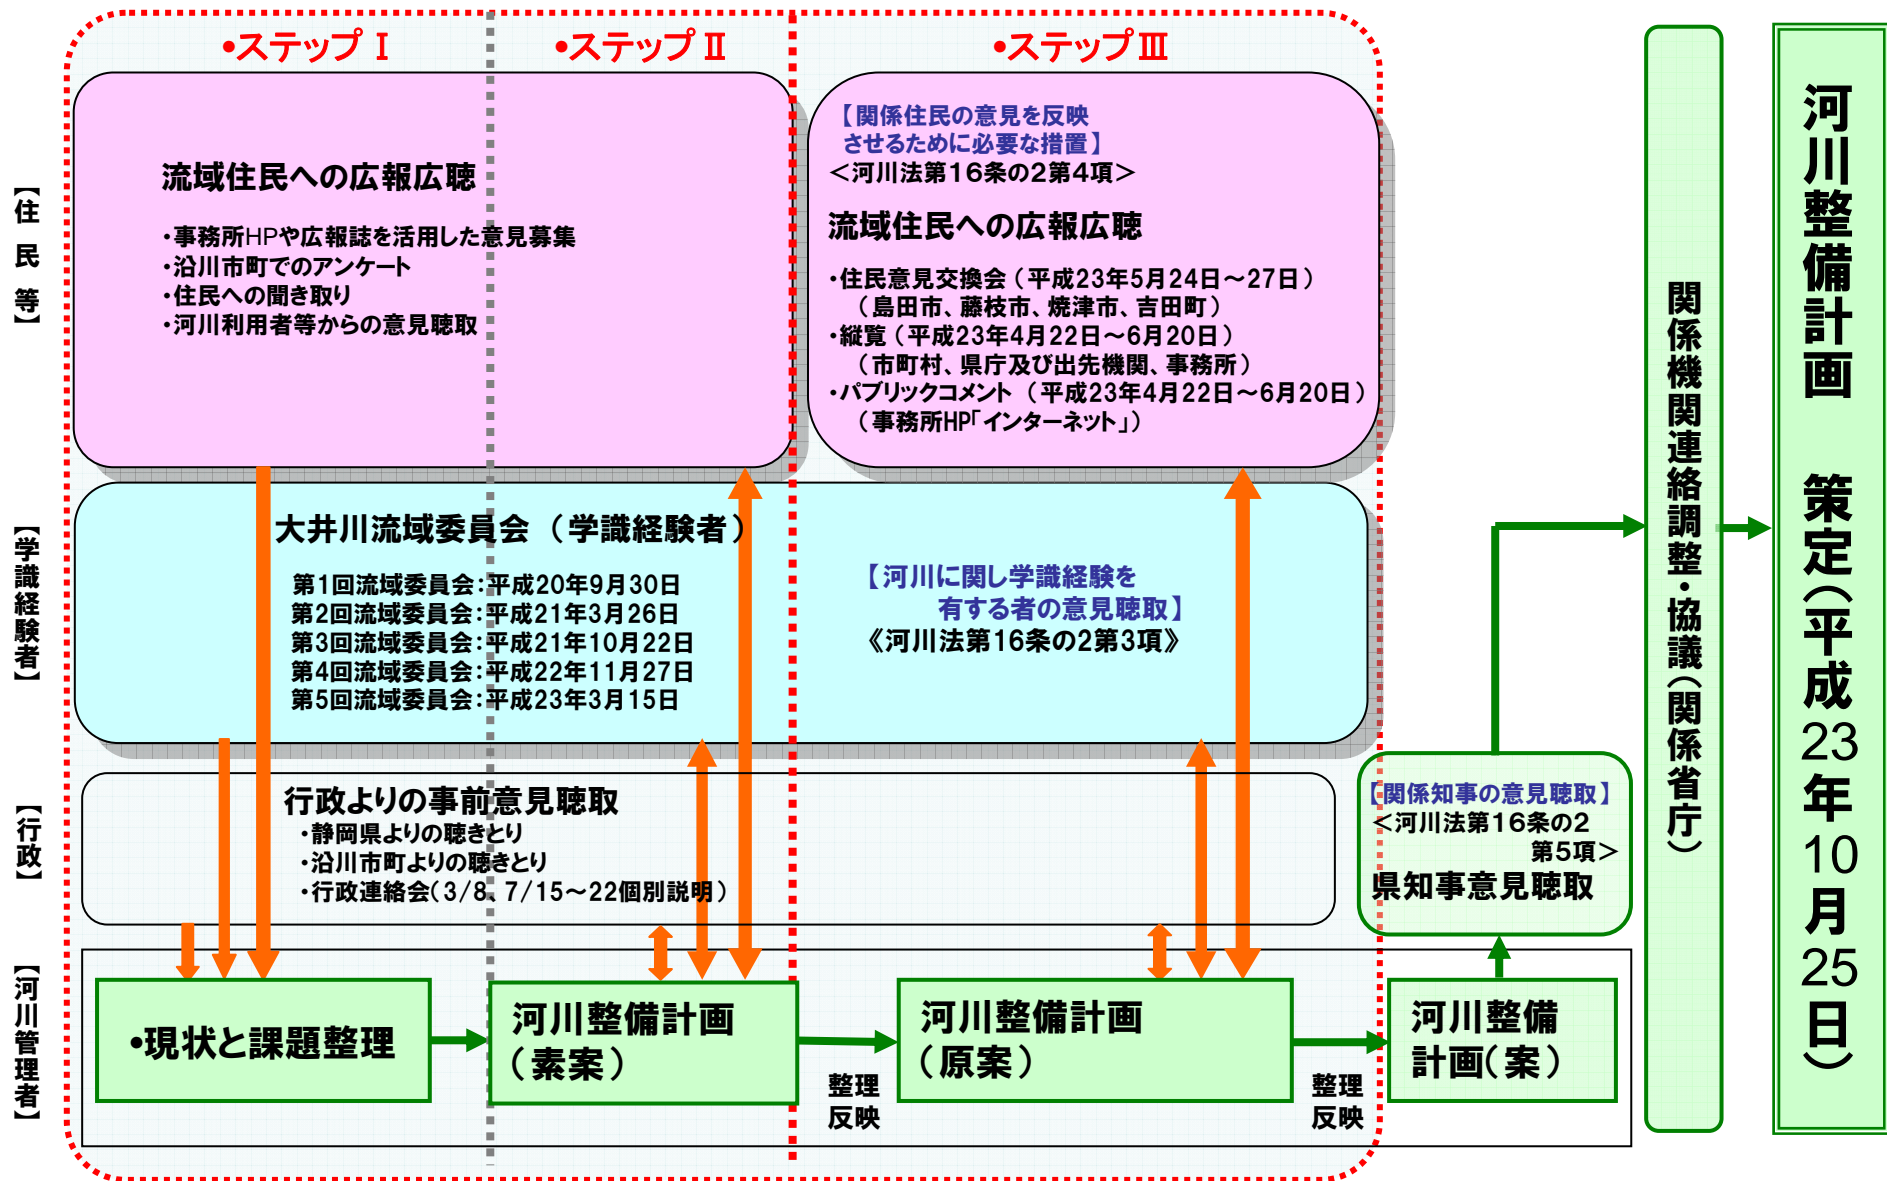 •ステップⅠ
•ステップⅡ
•ステップⅢ
【住民等】
流域住民への広報広聴
・事務所HPや広報誌を活用した意見募集
・沿川市町でのアンケート
・住民への聞き取り
・河川利用者等からの意見聴取
【関係住民の意見を反映
させるために必要な措置】
＜河川法第16条の2第4項＞
流域住民への広報広聴
・住民意見交換会（平成23年5月24日～27日）
（島田市、藤枝市、焼津市、吉田町）
・縦覧（平成23年4月22日～6月20日）
（市町村、県庁及び出先機関、事務所）
・パブリックコメント（平成23年4月22日～6月20日）
（事務所HP「インターネット」）
【学識経験者】
大井川流域委員会（学識経験者）
第1回流域委員会：平成20年9月30日
第2回流域委員会：平成21年3月26日
第3回流域委員会：平成21年10月22日
第4回流域委員会：平成22年11月27日
第5回流域委員会：平成23年3月15日
【河川に関し学識経験を
有する者の意見聴取】
《河川法第16条の2第3項》
【行政】
行政よりの事前意見聴取
・静岡県よりの聴きとり
・沿川市町よりの聴きとり
・行政連絡会（3/8、7/15～22個別説明）
【関係知事の意見聴取】
＜河川法第16条の2
第5項＞
県知事意見聴取
【河川管理者】
•現状と課題整理
河川整備計画
（素案）
整理
反映
河川整備計画
（原案）
整理
反映
河川整備
計画（案）
関係機関連絡調整・協議（関係省庁）
河川整備計画　策定（平成23年10月25日）